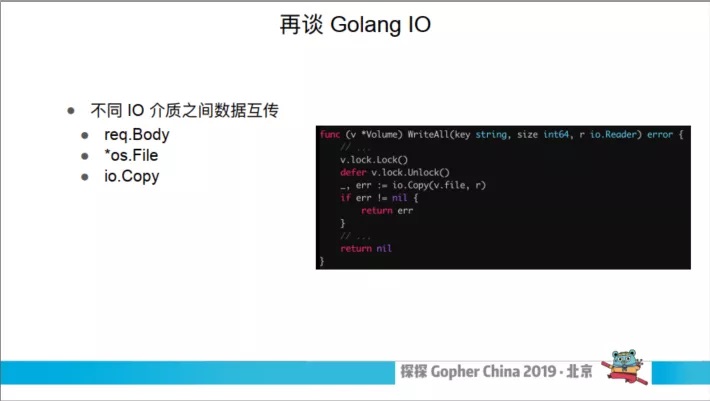 再谈 Golang IO
不同 IO 介质之间数据互传
req.Body
*os.File
io.Copy
func (v *Volume) WriteAll(key string, size int64, r io.Reader) error {
// ...
v.lock.Lock()
defer v.lock.Unlock()
_, err := io.Copy(v.file, r)
if err != nil {
return err
}
// ...
return nil
}
探探 Gopher China 2019 · 北京